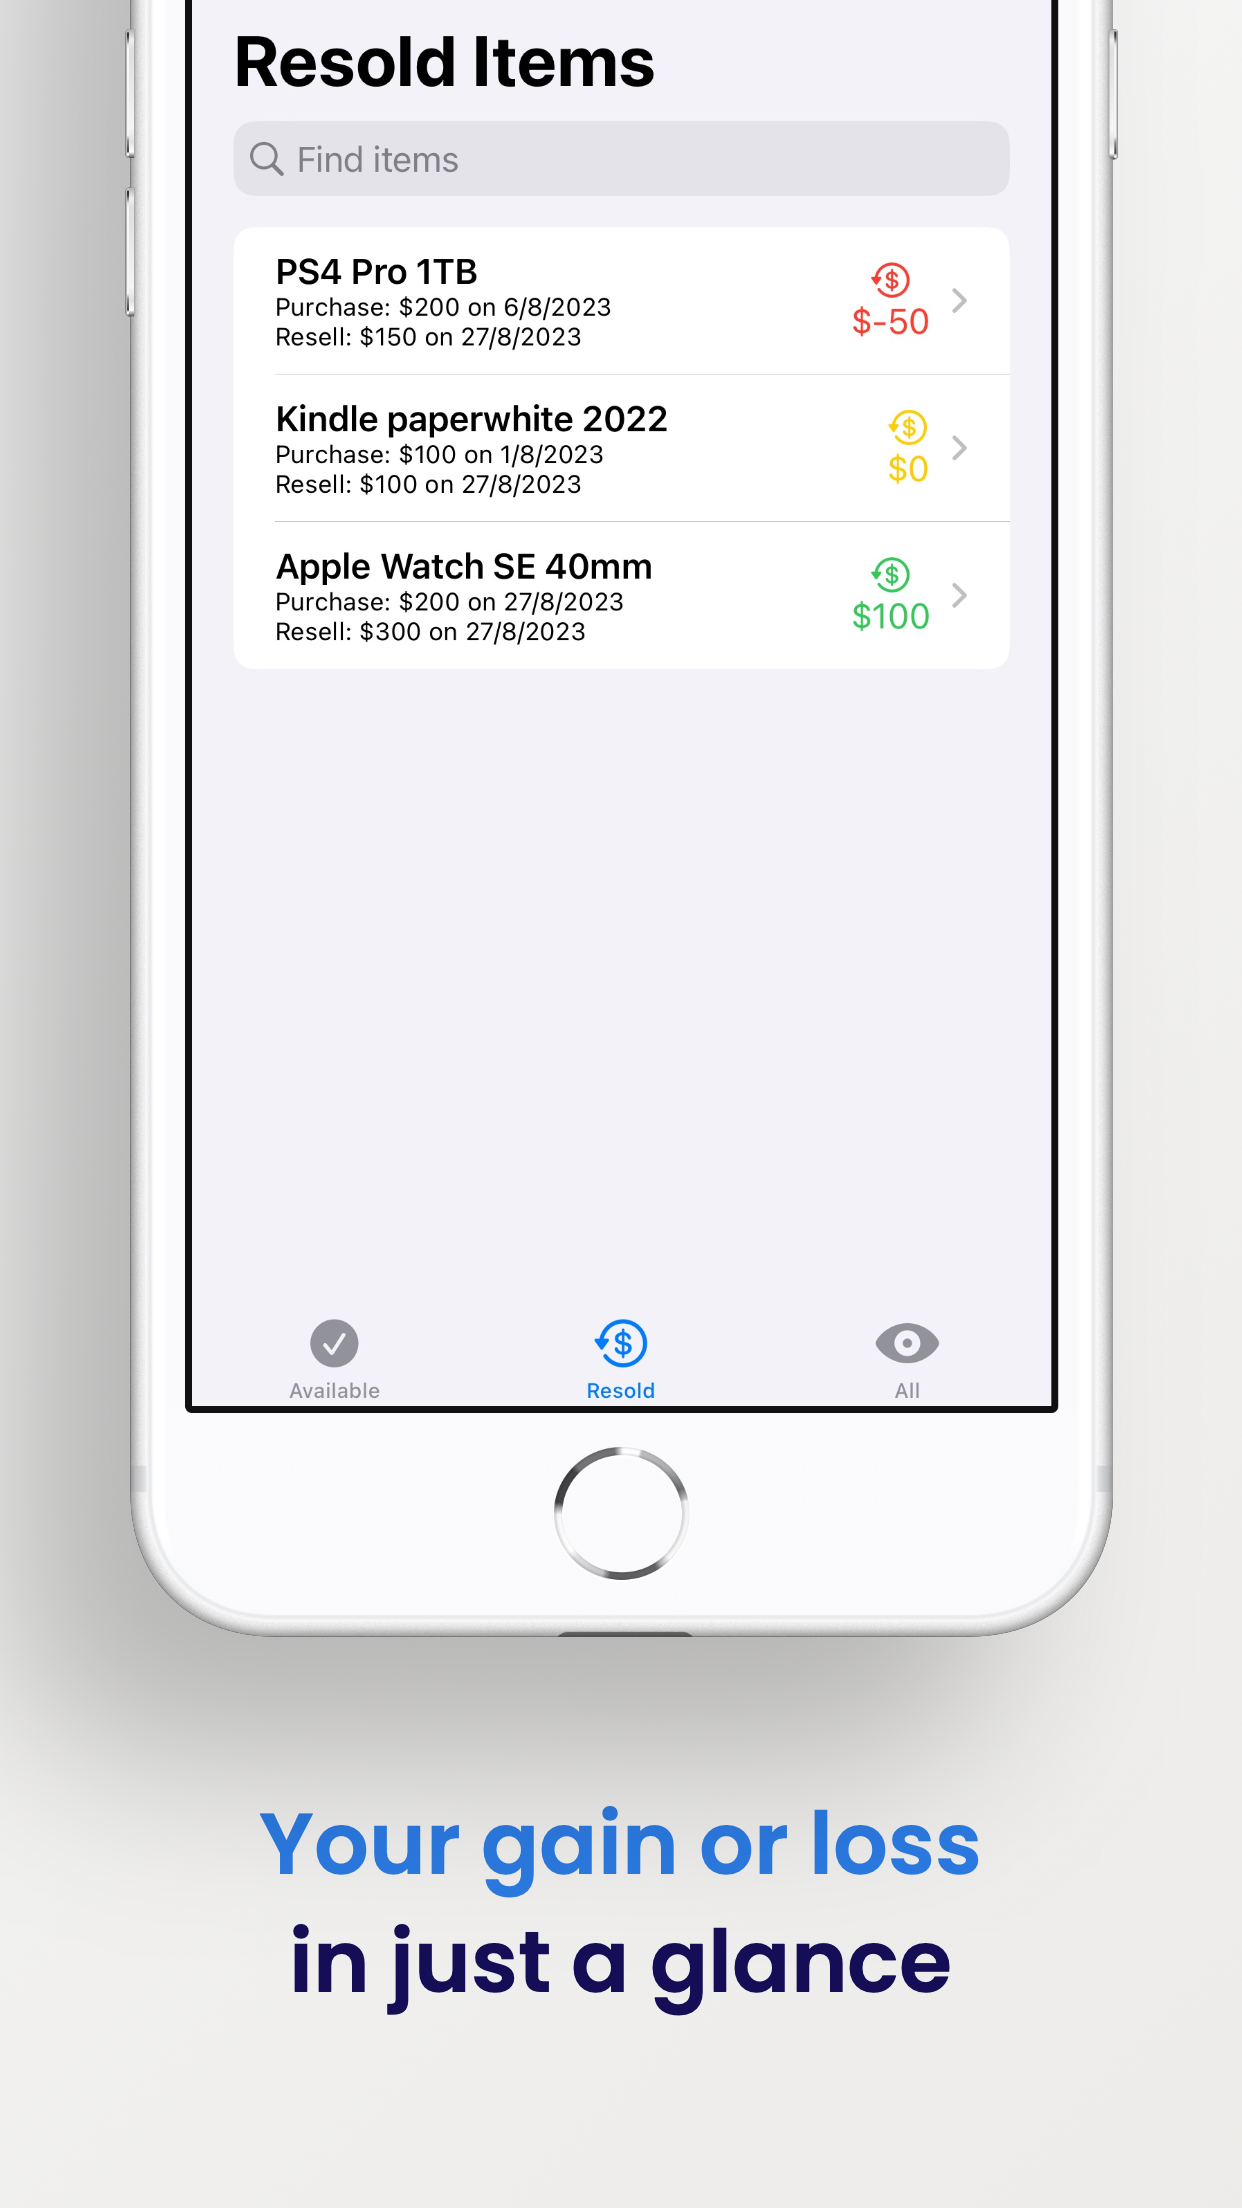 Resold Items
Find items
PS4 Pro 1TB
Purchase: $200 on 6/8/2023
Resell: $150 on 27/8/2023
$-50
Kindle paperwhite 2022
Purchase: $100 on 1/8/2023
Resell: $100 on 27/8/2023
$0
Apple Watch SE 40mm
Purchase: $200 on 27/8/2023
Resell: $300 on 27/8/2023
$100
Available
Resold
All
Your gain or loss
in just a glance